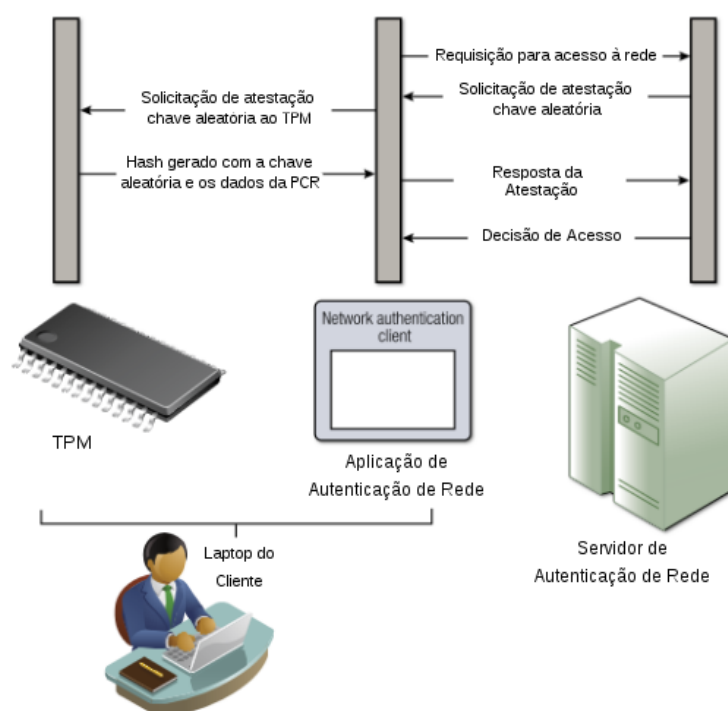 Requisição para acesso à rede
Solicitação de atestação
chave aleatória
Solicitação de atestação
chave aleatória ao TPM
Hash gerado com a chave
aleatória e os dados da PCR
Resposta da
Atestação
Decisão de Acesso
Network authentication
client
TPM
Aplicação de
Autenticação de Rede
Servidor de
Autenticação de Rede
Laptop do
Cliente